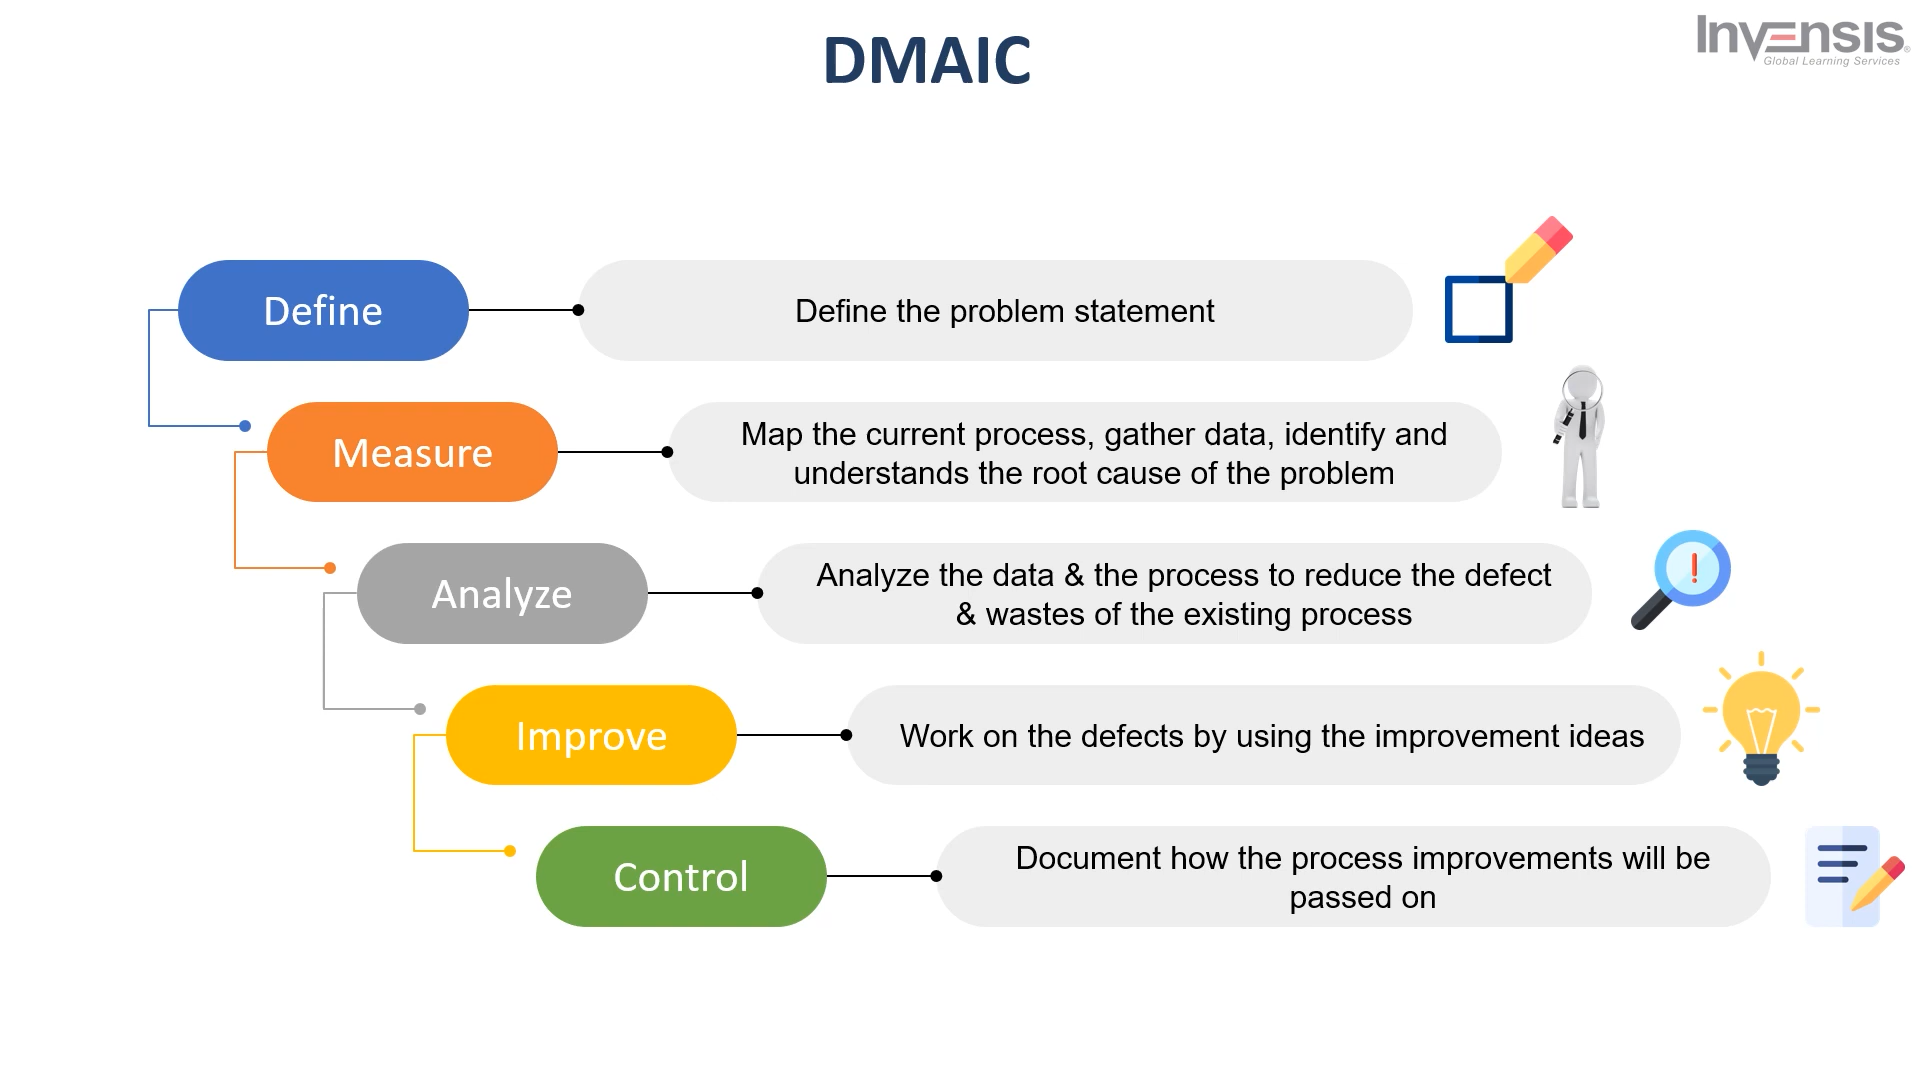 DMAIC
Invensis®
Global Learning Services
Define
Define the problem statement
Measure
Map the current process, gather data, identify and
understands the root cause of the problem
Analyze
Analyze the data & the process to reduce the defect
& wastes of the existing process
!
Improve
Work on the defects by using the improvement ideas
Control
Document how the process improvements will be
passed on